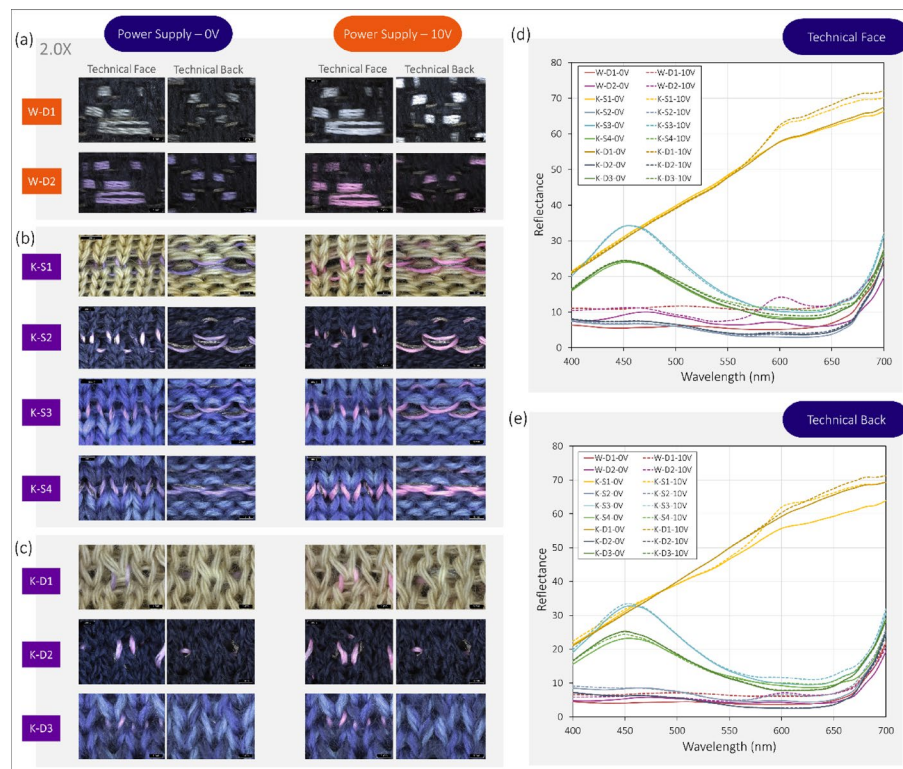 (a)
Power Supply – 0V
Power Supply – 10V
2.0X
Technical Face
Technical Back
Technical Face
Technical Back
W-D1
W-D2
(b)
K-S1
K-S2
K-S3
K-S4
(c)
K-D1
K-D2
K-D3
(d)
Technical Face
80
70
60
50
40
30
20
10
0
Reflectance
W-D1-0V W-D1-10V
W-D2-0V W-D2-10V
K-S1-0V K-S1-10V
K-S2-0V K-S2-10V
K-S3-0V K-S3-10V
K-S4-0V K-S4-10V
K-D1-0V K-D1-10V
K-D2-0V K-D2-10V
K-D3-0V K-D3-10V
400 450 500 550 600 650 700
Wavelength (nm)
(e)
Technical Back
80
70
60
50
40
30
20
10
0
Reflectance
W-D1-0V W-D1-10V
W-D2-0V W-D2-10V
K-S1-0V K-S1-10V
K-S2-0V K-S2-10V
K-S3-0V K-S3-10V
K-S4-0V K-S4-10V
K-D1-0V K-D1-10V
K-D2-0V K-D2-10V
K-D3-0V K-D3-10V
400 450 500 550 600 650 700
Wavelength (nm)